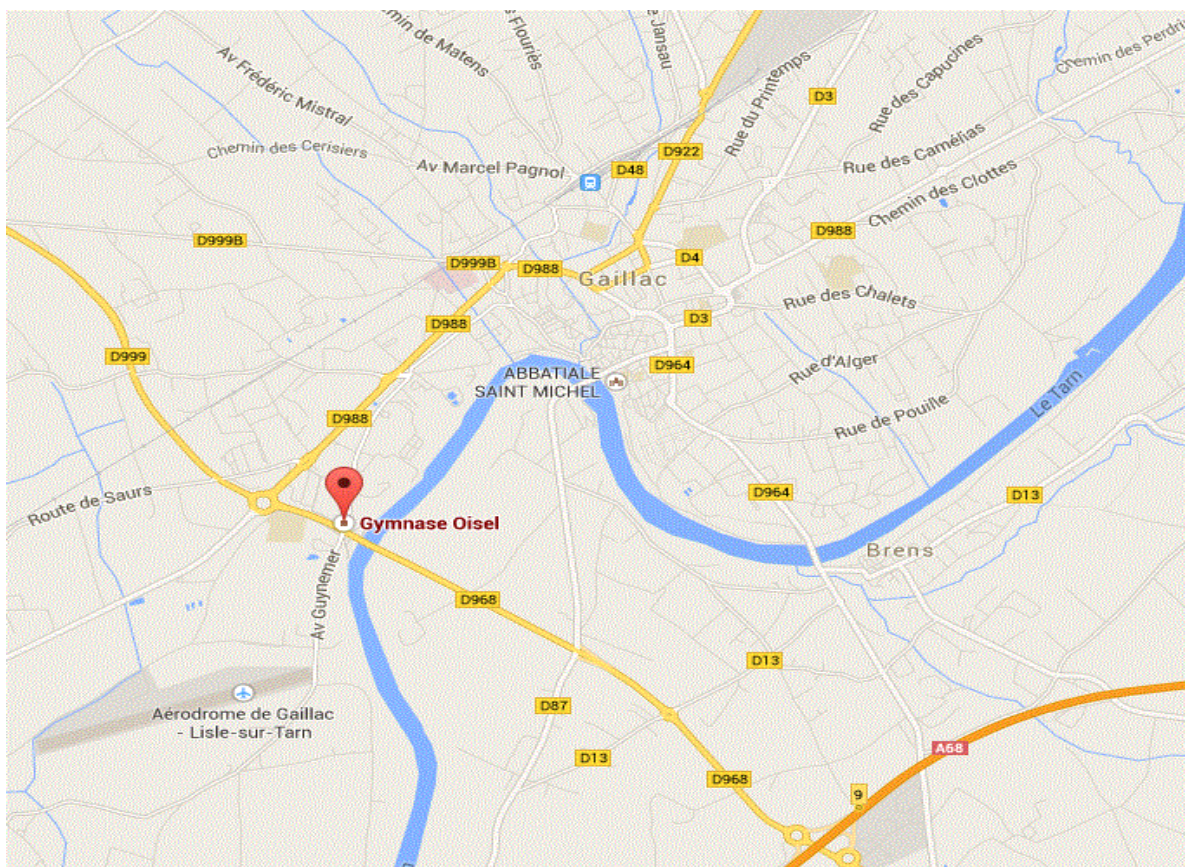 Chemin de Matens
Flouriès
Jansau
Av Frédéric Mistral
Rue du Printemps
D3
Rue des Capucines
Chemin des Perdri
Chemin des Cerisiers
Av Marcel Pagnol
D48
D922
Rue des Camélias
Chemin des Clottes
D999B
D999B
D988
Gaillac
D4
D988
Rue des Chalets
D988
D3
D999
D964
Rue d'Alger
ABBATIALE
SAINT MICHEL
Le Tarn
D988
Rue de Pouille
Route de Saurs
D964
D13
Gymnase Oisel
Brens
Av Guynemer
D968
D13
Aérodrome de Gaillac
- Lisle-sur-Tarn
D87
D13
A68
D968
9